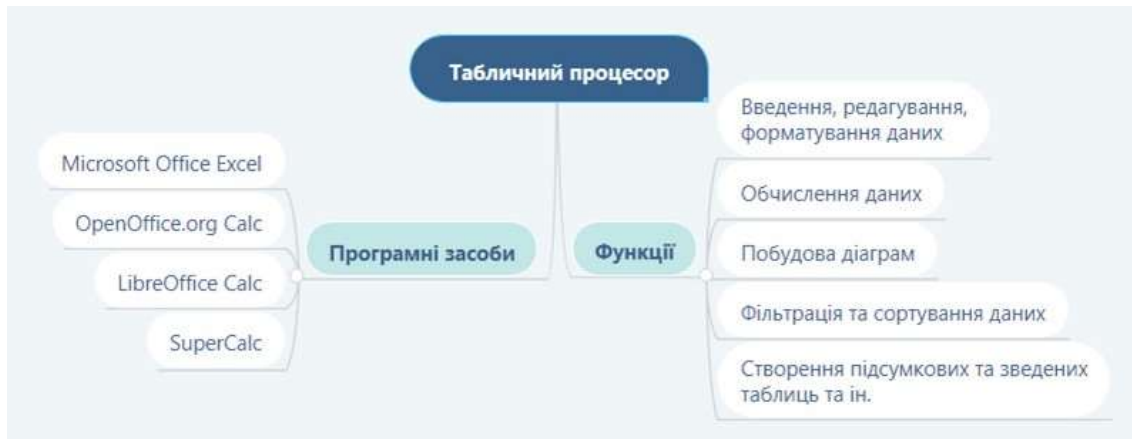 Табличний процесор
Microsoft Office Excel
OpenOffice.org Calc
LibreOffice Calc
SuperCalc
Програмні засоби
Функції
Введення, редагування,
форматування даних
Обчислення даних
Побудова діаграм
Фільтрація та сортування даних
Створення підсумкових та зведених
таблиць та ін.